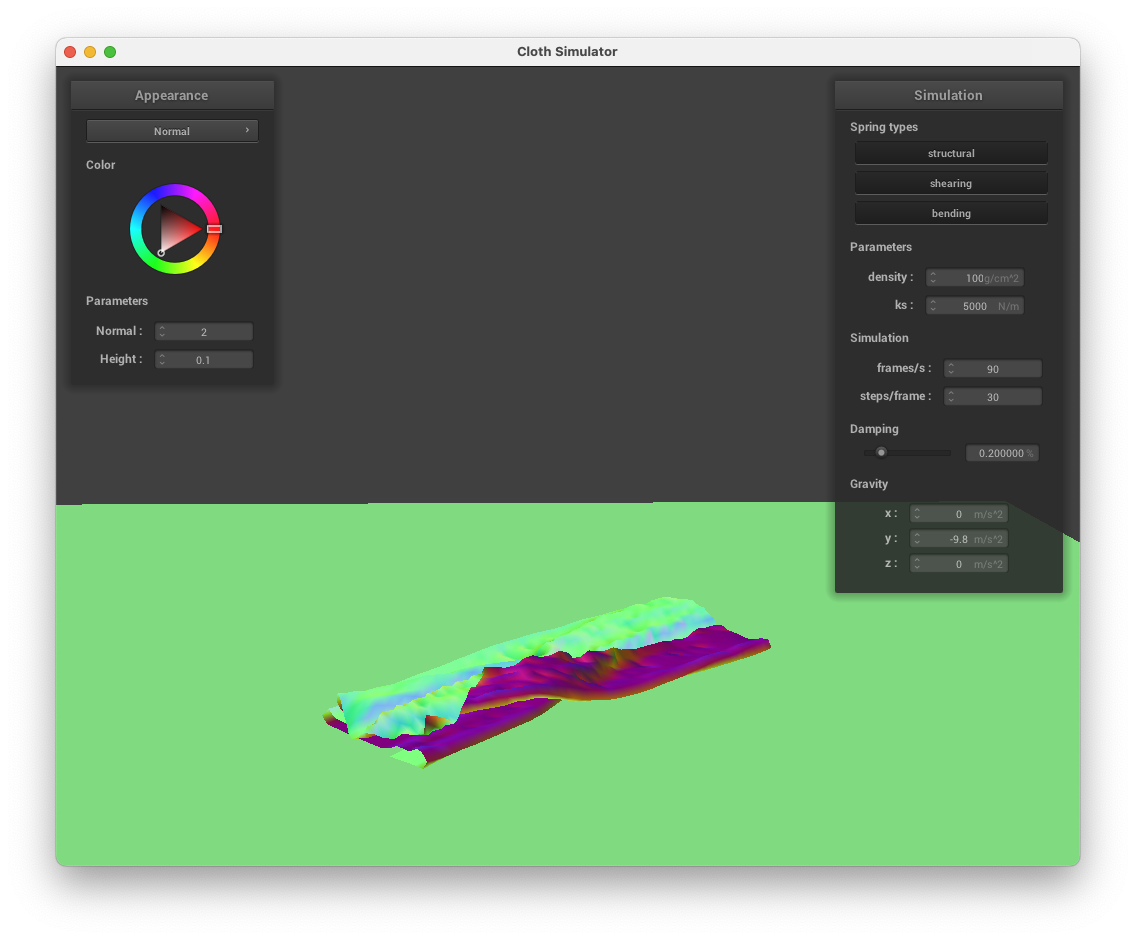 Cloth Simulator
Appearance
Normal ›
Color
Parameters
Normal : 2
Height : 0.1
Simulation
Spring types
structural
shearing
bending
Parameters
density : 100 g/cm^2
ks : 5000 N/m
Simulation
frames/s : 90
steps/frame : 30
Damping
0.200000 %
Gravity
x : 0 m/s^2
y : -9.8 m/s^2
z : 0 m/s^2